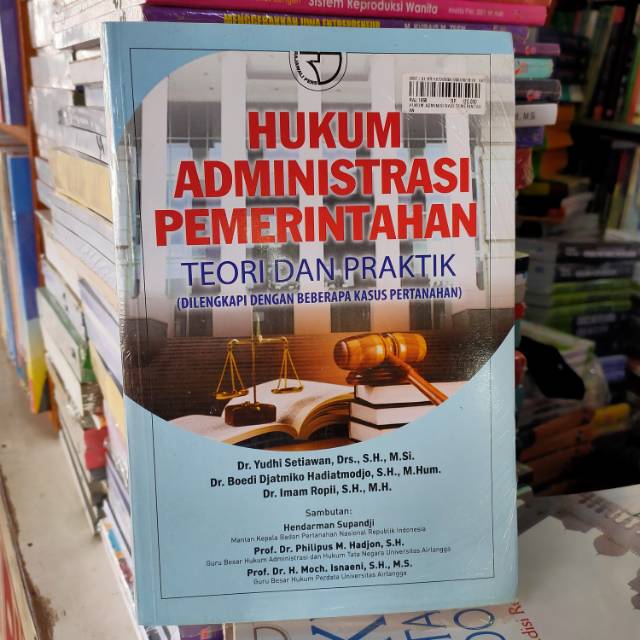 Sistem Reproduksi Wanita
HUKUM
ADMINISTRASI
PEMERINTAHAN
TEORI DAN PRAKTIK
(DILENGKAPI DENGAN BEBERAPA KASUS PERTANAHAN)
Dr. Yudhi Setiawan, Drs., S.H., M.Si.
Dr. Boedi Djatmiko Hadiatmodjo, S.H., M.Hum.
Dr. Imam Ropii, S.H., M.H.
Sambutan:
Hendarman Supandji
Mantan Kepala Badan Pertanahan Nasional Republik Indonesia
Prof. Dr. Philipus M. Hadjon, S.H.
Guru Besar Hukum Administrasi dan Hukum Tata Negara Universitas Airlangga
Prof. Dr. H. Moch. Isnaeni, S.H., M.S.
Guru Besar Hukum Perdata Universitas Airlangga